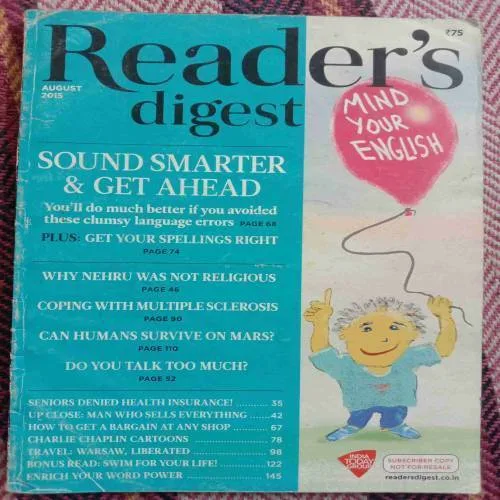 Reader's
₹75
AUGUST
2015
digest
MIND
YOUR
ENGLISH
SOUND SMARTER
& GET AHEAD
You'll do much better if you avoided
these clumsy language errors PAGE 68
PLUS: GET YOUR SPELLINGS RIGHT
PAGE 74
WHY NEHRU WAS NOT RELIGIOUS
PAGE 46
COPING WITH MULTIPLE SCLEROSIS
PAGE 90
CAN HUMANS SURVIVE ON MARS?
PAGE 110
DO YOU TALK TOO MUCH?
PAGE 52
SENIORS DENIED HEALTH INSURANCE! ............ 35
UP CLOSE: MAN WHO SELLS EVERYTHING .......42
HOW TO GET A BARGAIN AT ANY SHOP ............ 67
CHARLIE CHAPLIN CARTOONS ............ 78
TRAVEL: WARSAW, LIBERATED ............ 98
BONUS READ: SWIM FOR YOUR LIFE! ............ 122
ENRICH YOUR WORD POWER ............ 145
INDIA
TODAY
GROUP
SUBSCRIBER COPY
NOT FOR RESALE
readersdigest.co.in